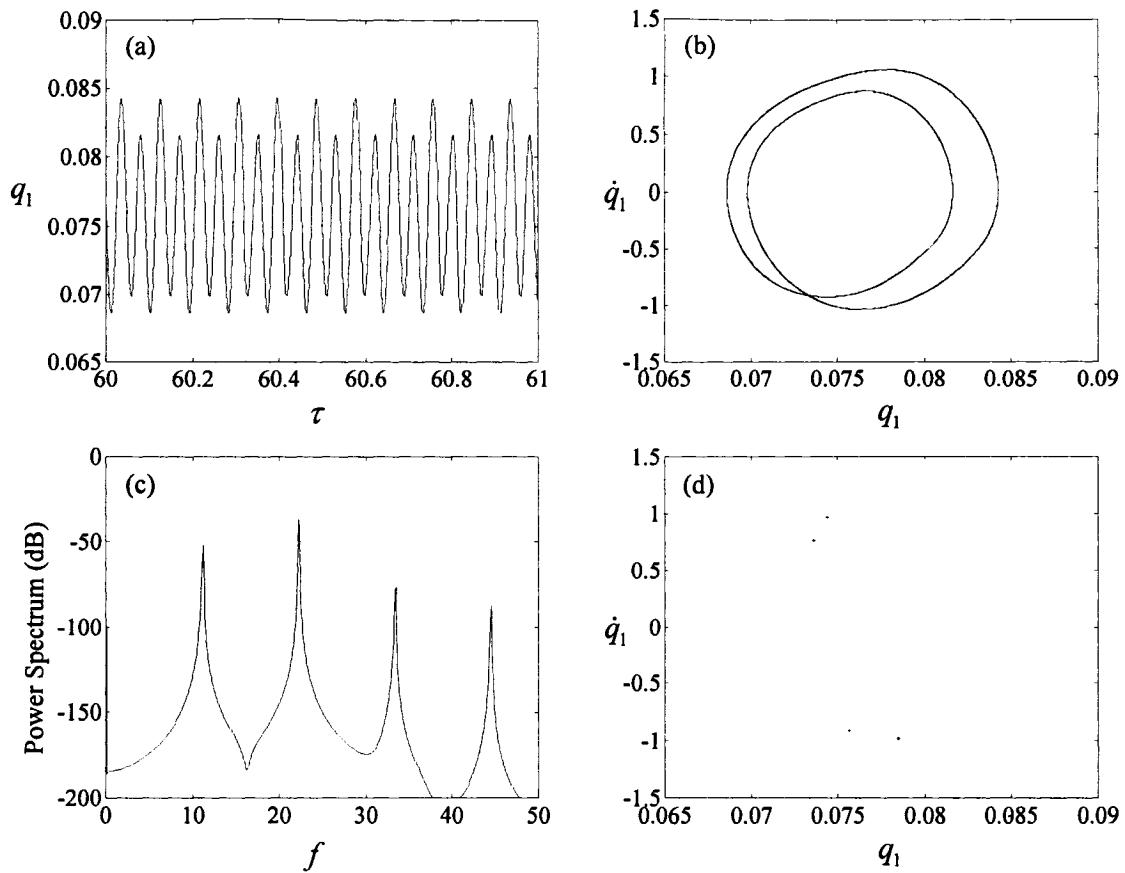 (a)
0.09
0.085
0.08
0.075
0.07
0.065
q₁
60 60.2 60.4 60.6 60.8 61
τ
(b)
1.5
1
0.5
0
-0.5
-1
-1.5
q̇₁
0.065 0.07 0.075 0.08 0.085 0.09
q₁
(c)
0
-50
-100
-150
-200
Power Spectrum (dB)
0 10 20 30 40 50
f
(d)
1.5
1
0.5
0
-0.5
-1
-1.5
q̇₁
0.065 0.07 0.075 0.08 0.085 0.09
q₁